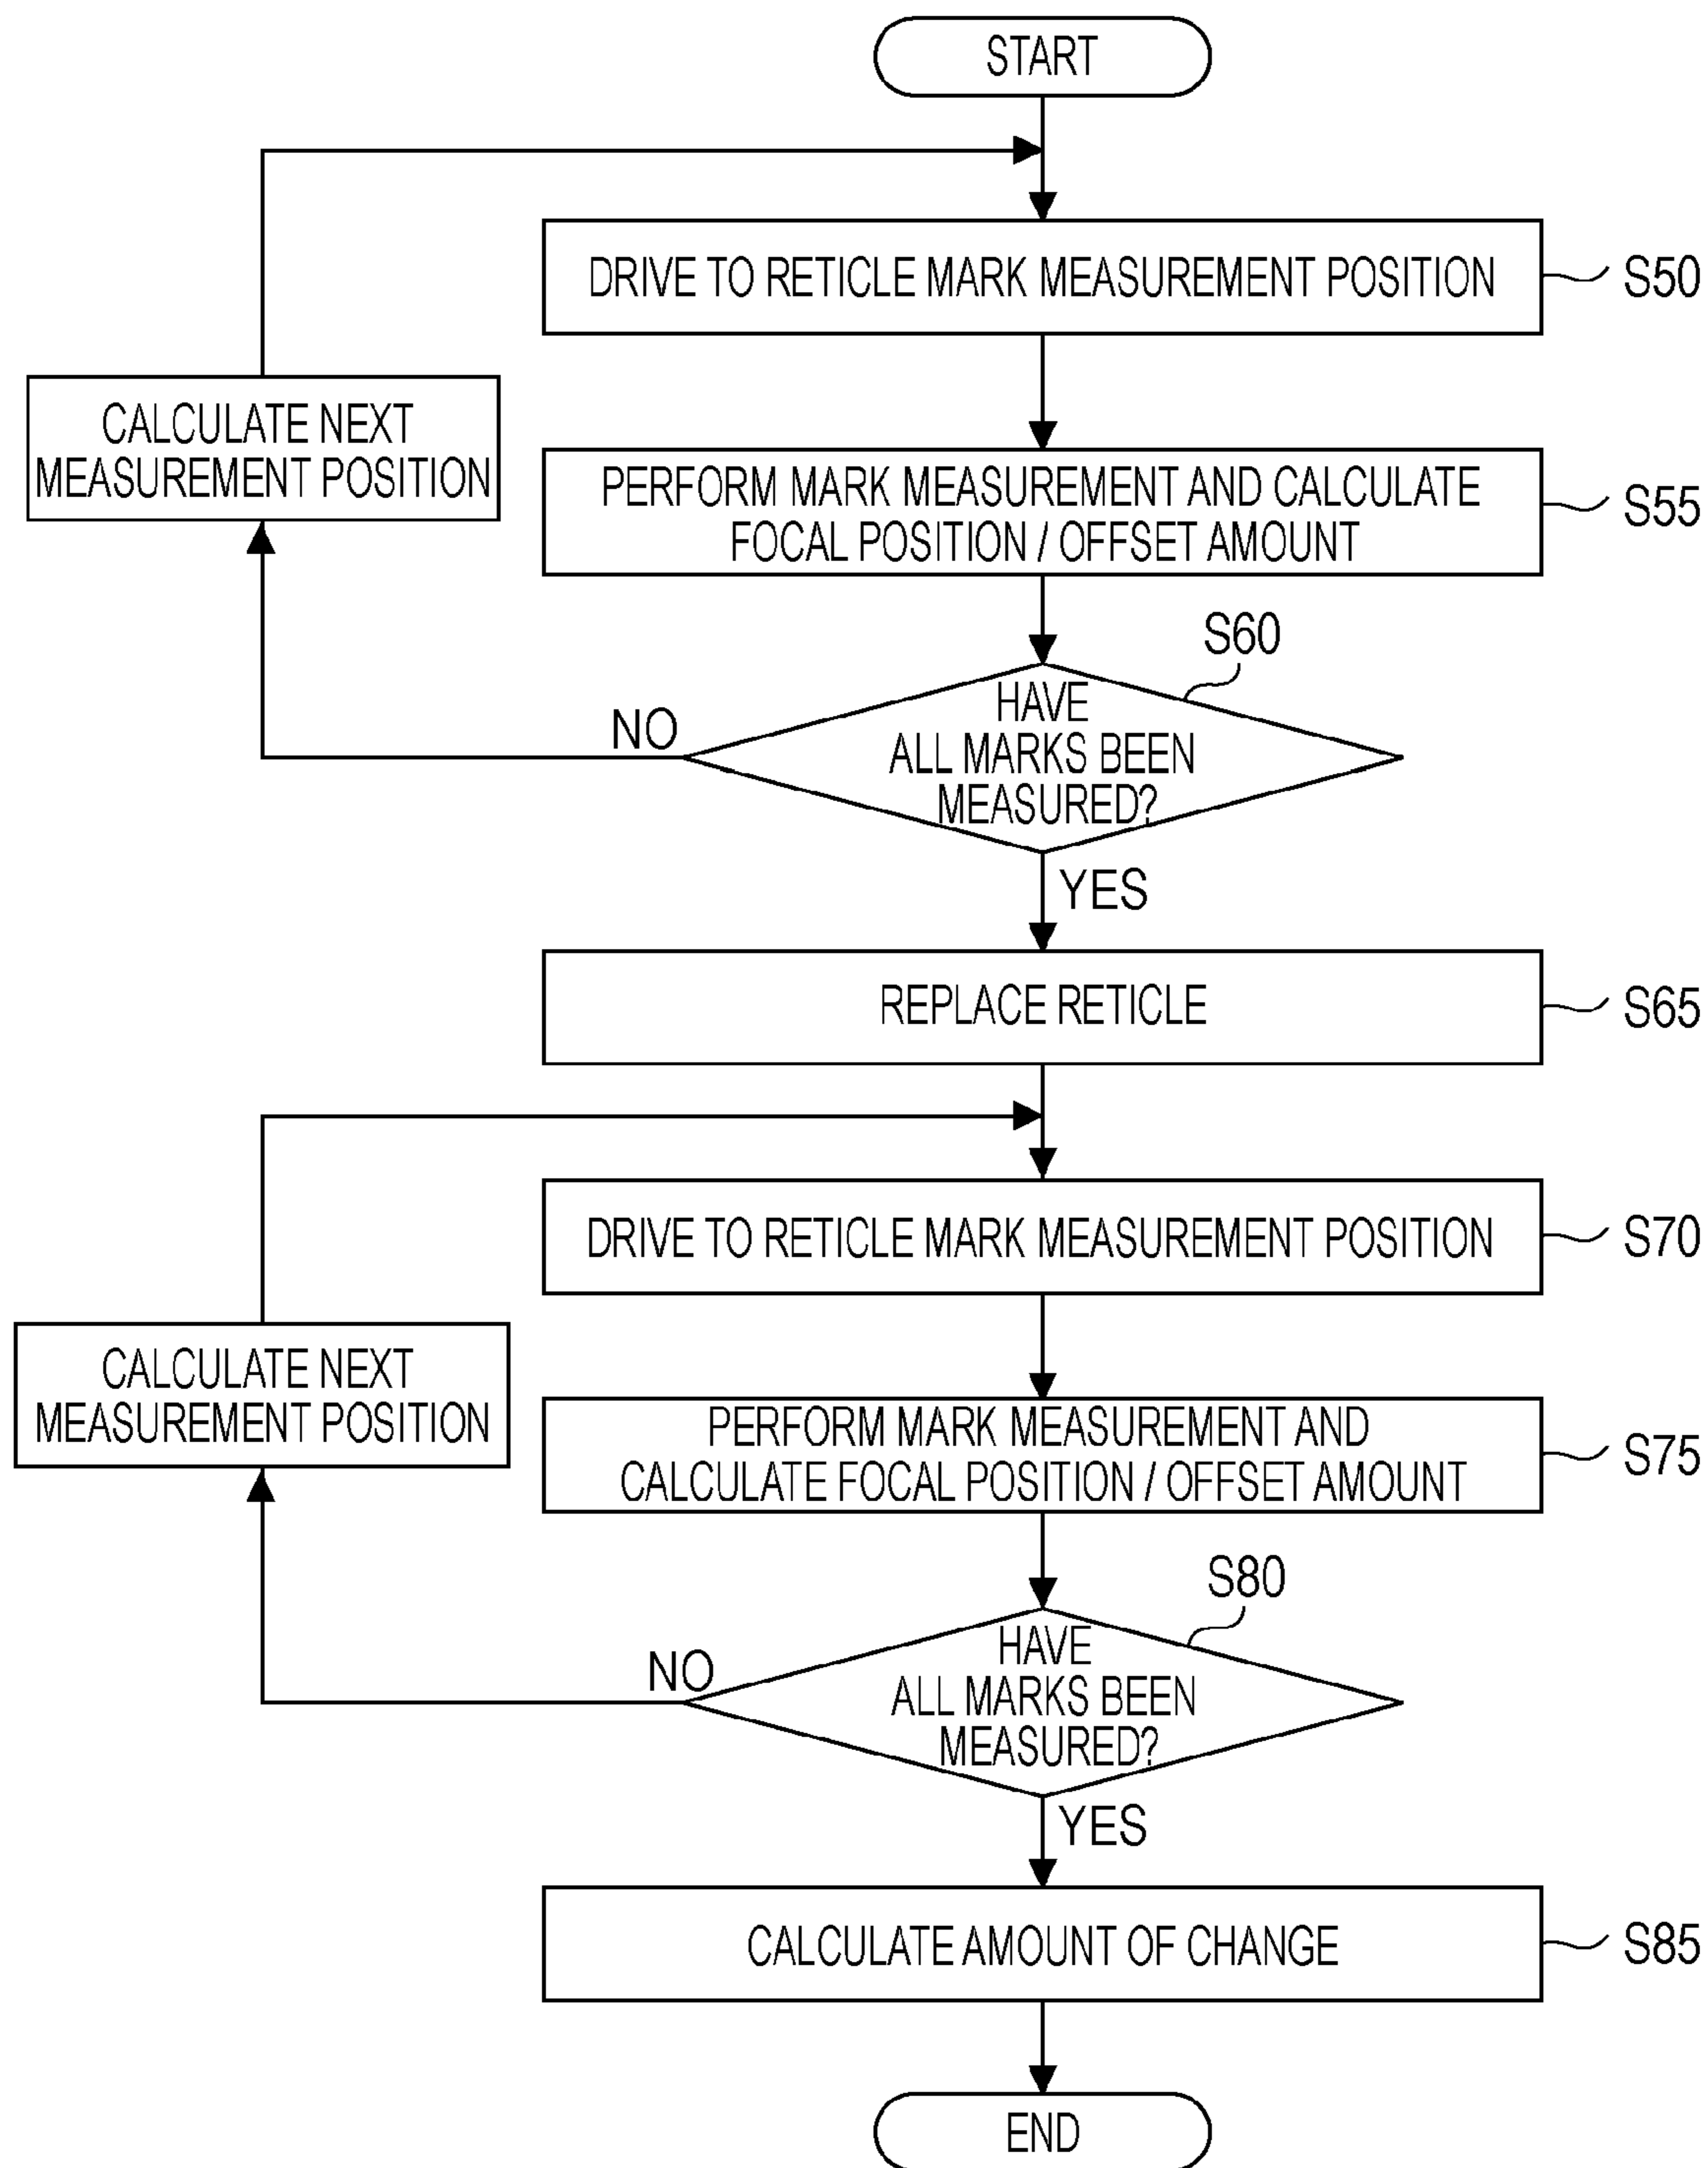 START
DRIVE TO RETICLE MARK MEASUREMENT POSITION
S50
CALCULATE NEXT
MEASUREMENT POSITION
PERFORM MARK MEASUREMENT AND CALCULATE
FOCAL POSITION / OFFSET AMOUNT
S55
S60
HAVE
ALL MARKS BEEN
MEASURED?
NO
YES
REPLACE RETICLE
S65
DRIVE TO RETICLE MARK MEASUREMENT POSITION
S70
CALCULATE NEXT
MEASUREMENT POSITION
PERFORM MARK MEASUREMENT AND
CALCULATE FOCAL POSITION / OFFSET AMOUNT
S75
S80
HAVE
ALL MARKS BEEN
MEASURED?
NO
YES
CALCULATE AMOUNT OF CHANGE
S85
END